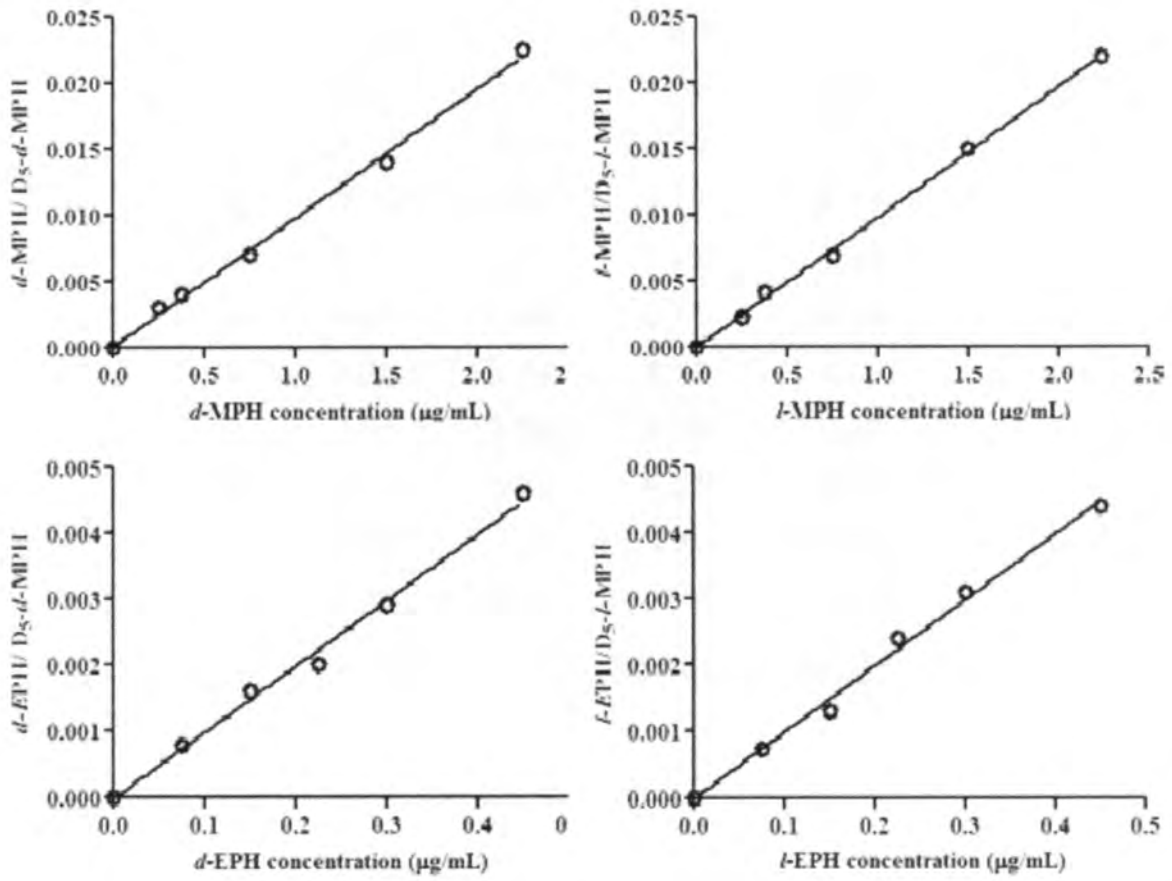 0.025
0.020
0.015
0.010
0.005
0.000
d-MPH/ D5-d-MPH
0.0 0.5 1.0 1.5 2.0 2
d-MPH concentration (µg/mL)
0.025
0.020
0.015
0.010
0.005
0.000
l-MPH/D5-l-MPH
0.0 0.5 1.0 1.5 2.0 2.5
l-MPH concentration (µg/mL)
0.005
0.004
0.003
0.002
0.001
0.000
d-EPH/ D5-d-MPH
0.0 0.1 0.2 0.3 0.4 0
d-EPH concentration (µg/mL)
0.005
0.004
0.003
0.002
0.001
0.000
l-EPH/D5-l-MPH
0.0 0.1 0.2 0.3 0.4 0.5
l-EPH concentration (µg/mL)